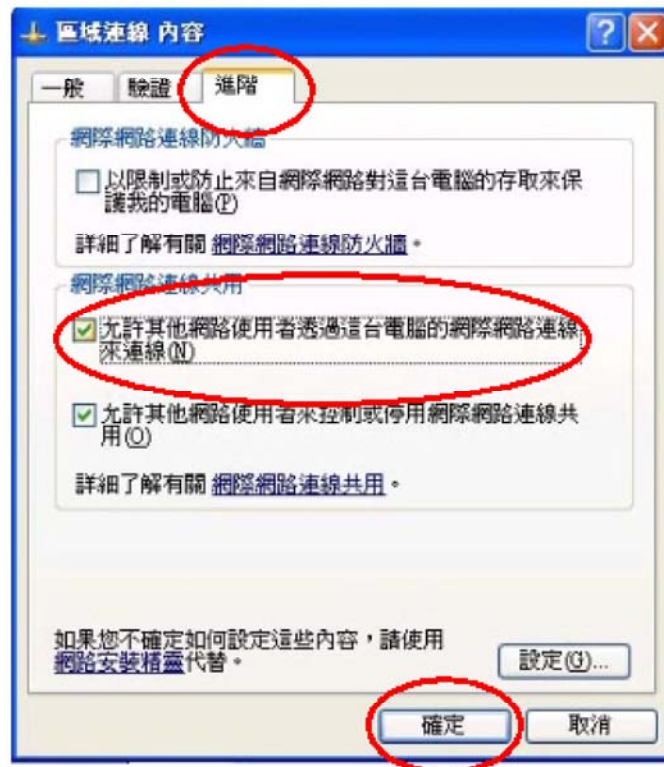 區域連線 內容
一般 驗證 進階
網際網路連線防火牆
以限制或防止來自網際網路對這台電腦的存取來保
護我的電腦(P)
詳細了解有關 網際網路連線防火牆。
網際網路連線共用
允許其他網路使用者透過這台電腦的網際網路連線
來連線(N)
允許其他網路使用者來控制或停用網際網路連線共
用(O)
詳細了解有關 網際網路連線共用。
如果您不確定如何設定這些內容，請使用
網路安裝精靈代替。
設定(G)...
確定 取消